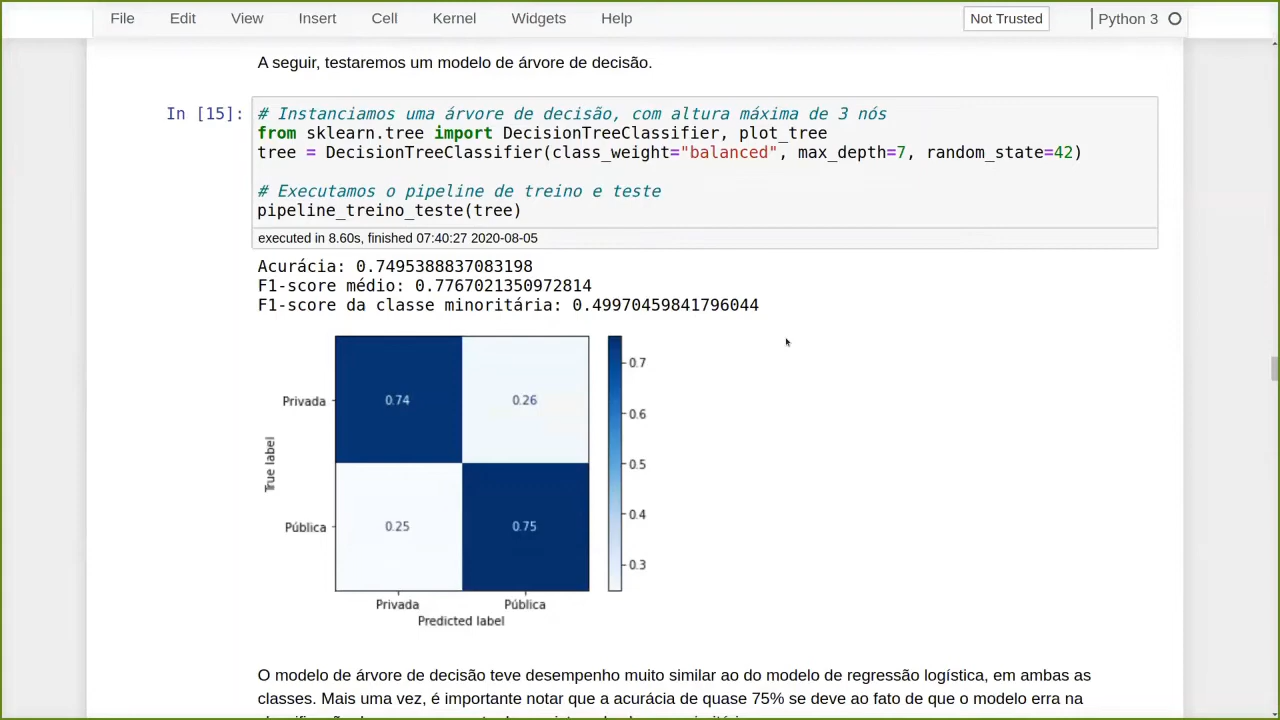 File Edit View Insert Cell Kernel Widgets Help Not Trusted Python 3
A seguir, testaremos um modelo de árvore de decisão.
In [15]: # Instanciamos uma árvore de decisão, com altura máxima de 3 nós
from sklearn.tree import DecisionTreeClassifier, plot_tree
tree = DecisionTreeClassifier(class_weight="balanced", max_depth=7, random_state=42)
# Executamos o pipeline de treino e teste
pipeline_treino_teste(tree)
executed in 8.60s, finished 07:40:27 2020-08-05
Acurácia: 0.7495388837083198
F1-score médio: 0.7767021350972814
F1-score da classe minoritária: 0.49970459841796044
0.7
Privada 0.74 0.26
0.6
True label
0.5
0.4
Pública 0.25 0.75
0.3
Privada Pública
Predicted label
O modelo de árvore de decisão teve desempenho muito similar ao do modelo de regressão logística, em ambas as
classes. Mais uma vez, é importante notar que a acurácia de quase 75% se deve ao fato de que o modelo erra na